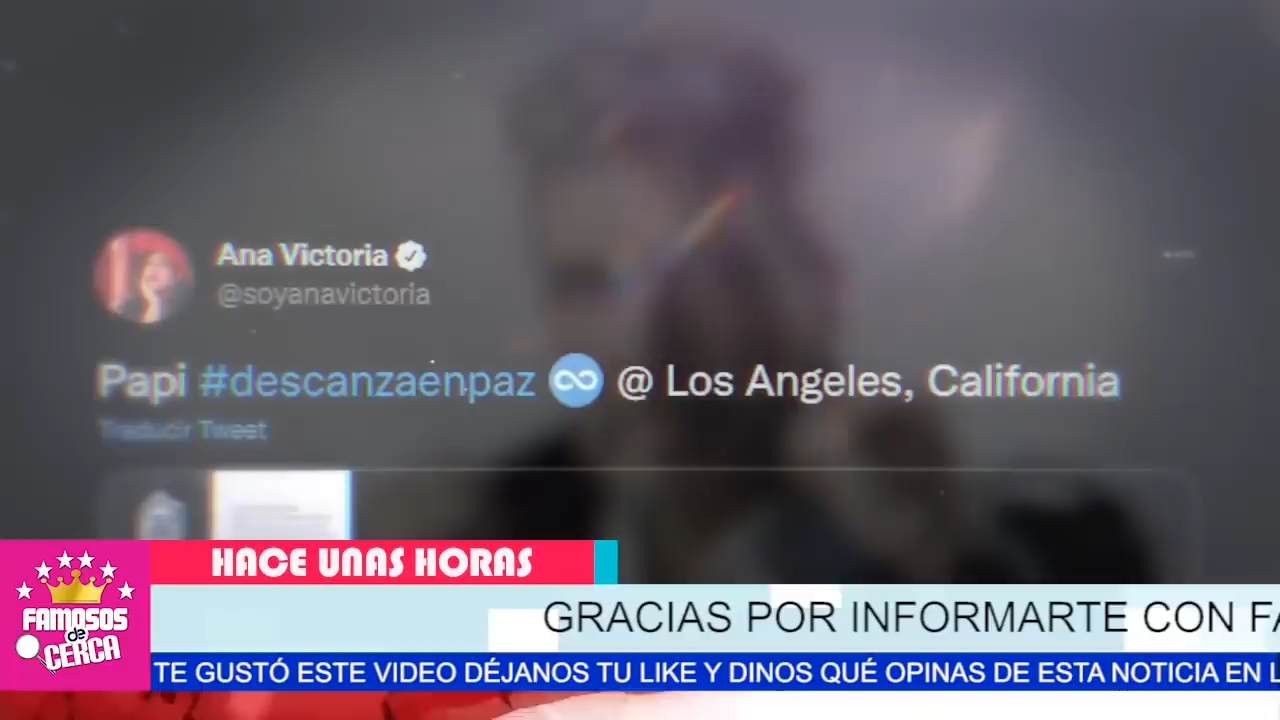 Ana Victoria
@soyanavictoria
Papi #descanzaenpaz @ Los Angeles, California
Traducir Tweet
HACE UNAS HORAS
FAMOSOS
de
CERCA
GRACIAS POR INFORMARTE CON FA
TE GUSTÓ ESTE VIDEO DÉJANOS TU LIKE Y DINOS QUÉ OPINAS DE ESTA NOTICIA EN L